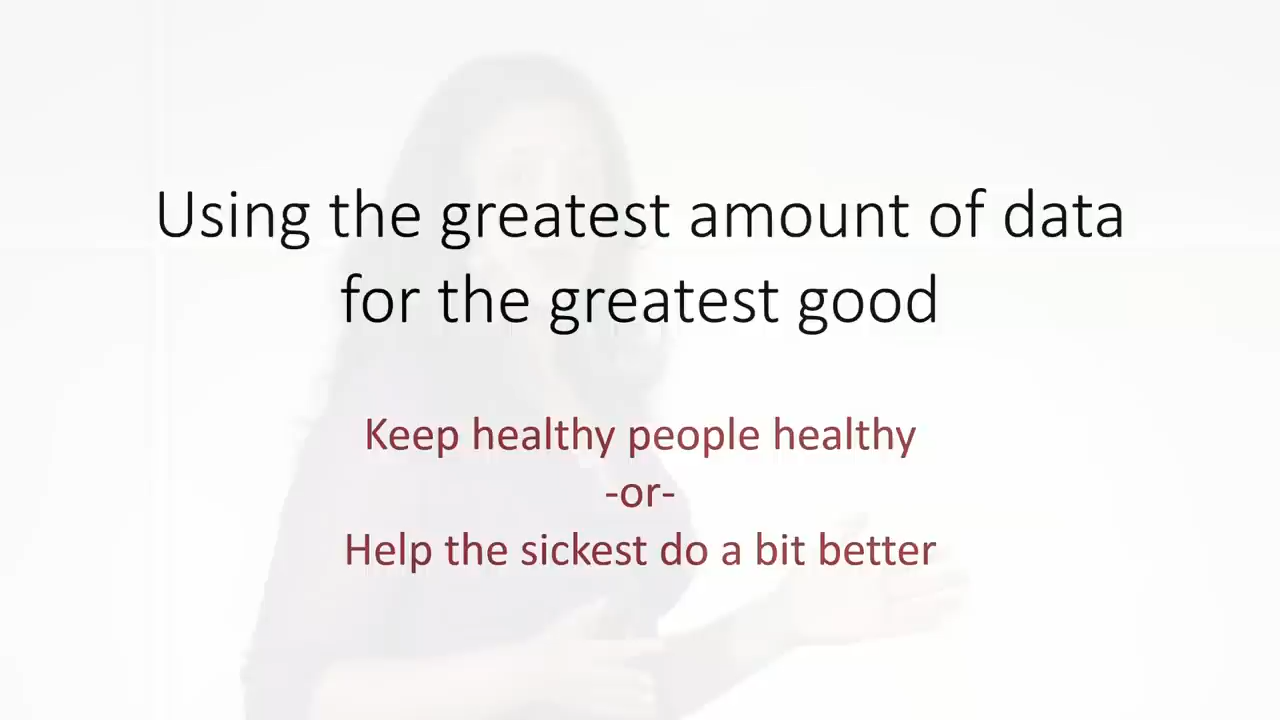 Using the greatest amount of data
for the greatest good
Keep healthy people healthy
-or-
Help the sickest do a bit better